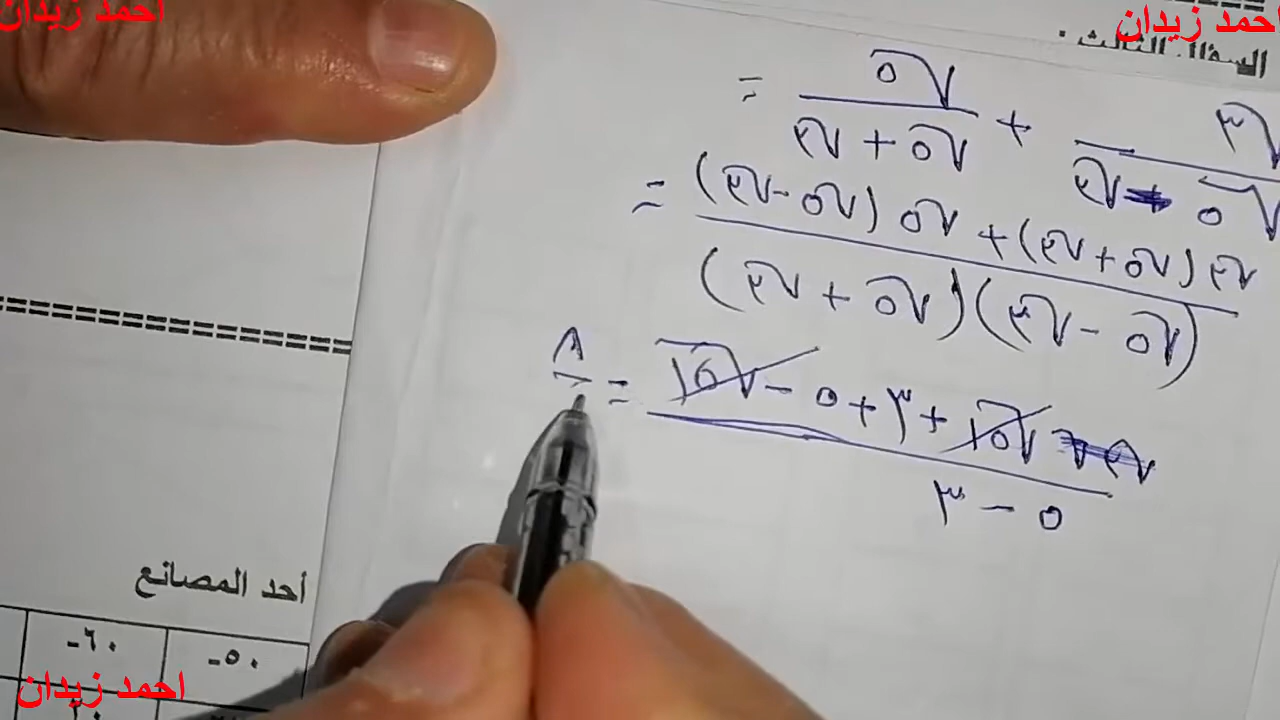 احمد زيدان
احمد زيدان
السؤال الثالث :
√٣ / (√٥ - √٣) + √٥ / (√٥ + √٣) =
√٣ (√٥ + √٣) + √٥ (√٥ - √٣) / (√٥ - √٣)(√٥ + √٣) =
√١٥ + ٣ + ٥ - √١٥ / ٥ - ٣ = ٨
أحد المصانع
٥٠- ٦٠-
احمد زيدان